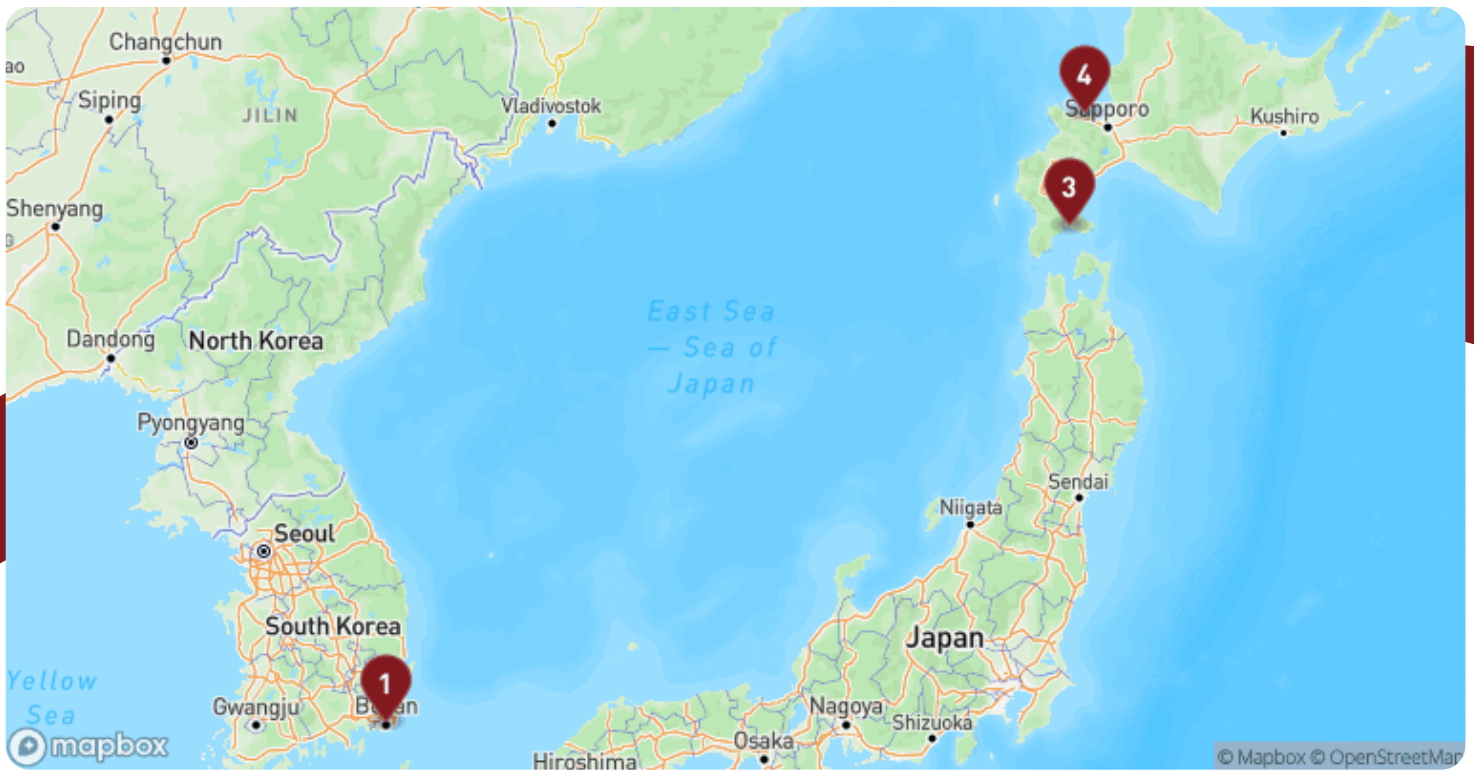 Changchun
ao
Siping
JILIN
Vladivostok
4
Sapporo
Kushiro
3
Shenyang
Dandong
North Korea
East Sea
— Sea of
Japan
Pyongyang
Sendai
Niigata
Seoul
South Korea
Japan
1
Busan
Yellow
Sea
Gwangju
Nagoya
Shizuoka
Osaka
Hiroshima
mapbox
© Mapbox © OpenStreetMap